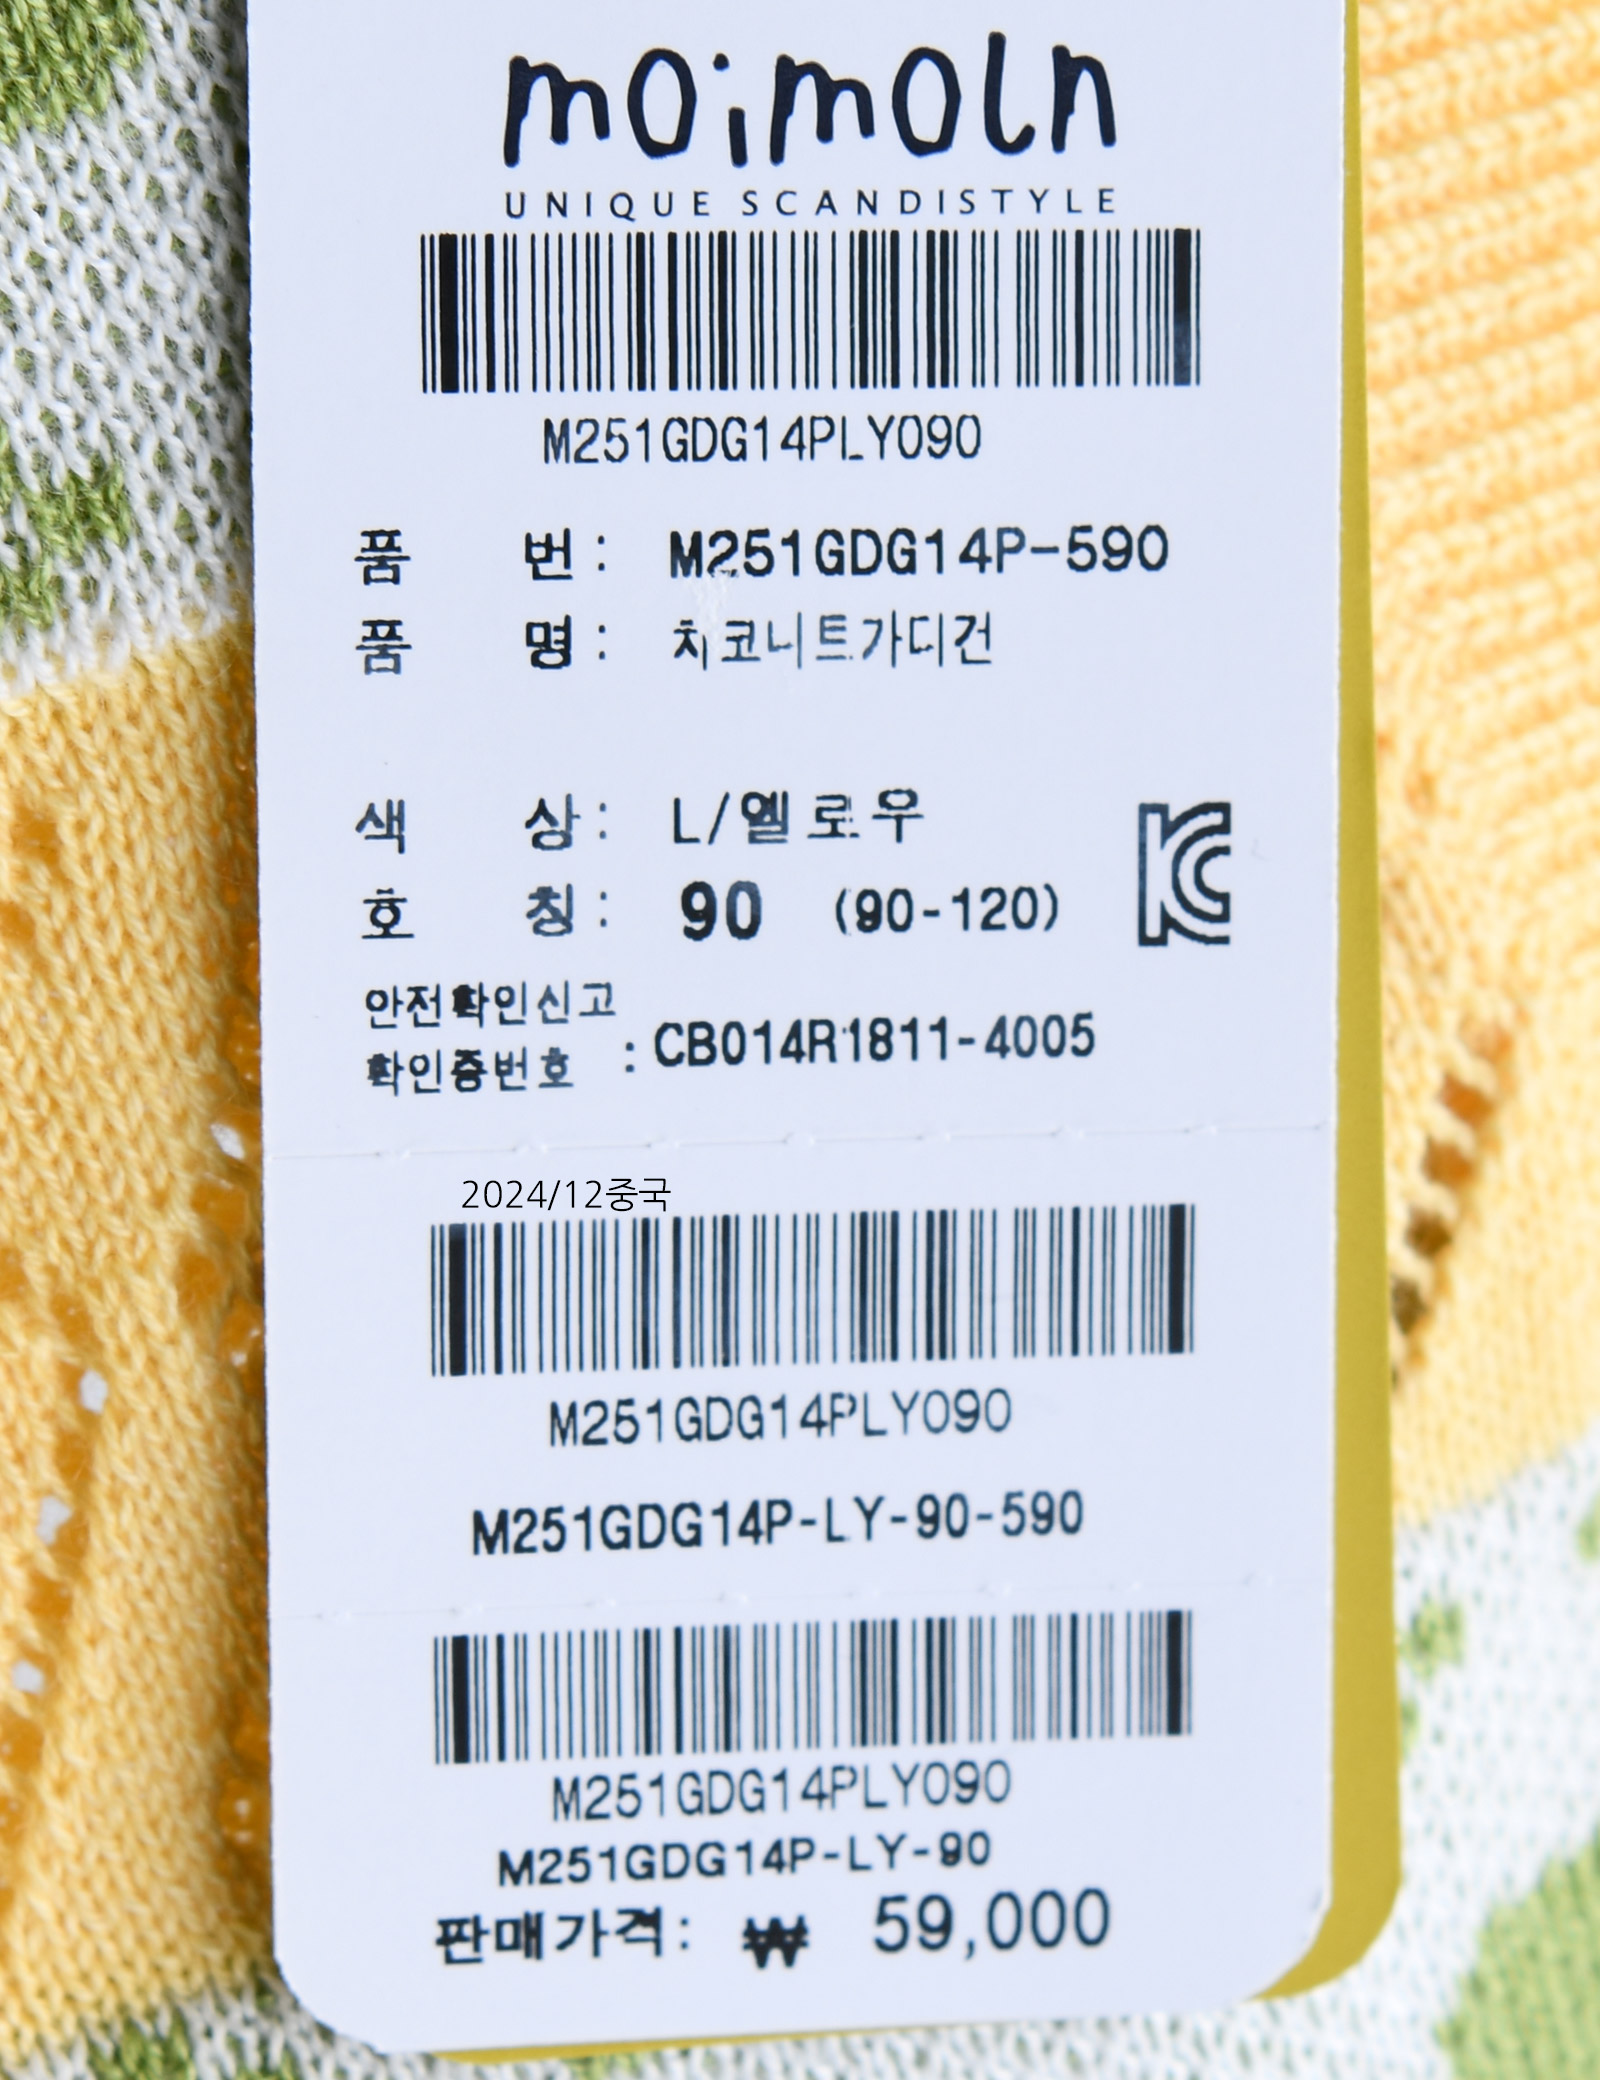 moimoln
UNIQUE SCANDISTYLE
M251GDG14PLY090
품 번 : M251GDG14P-590
품 명 : 치코니트가디건
색 상 : L/옐로우
호 칭 : 90 (90-120)
안전확인신고
확인증번호 : CB014R1811-4005
2024/12중국
M251GDG14PLY090
M251GDG14P-LY-90-590
M251GDG14PLY090
M251GDG14P-LY-90
판매가격: ₩ 59,000